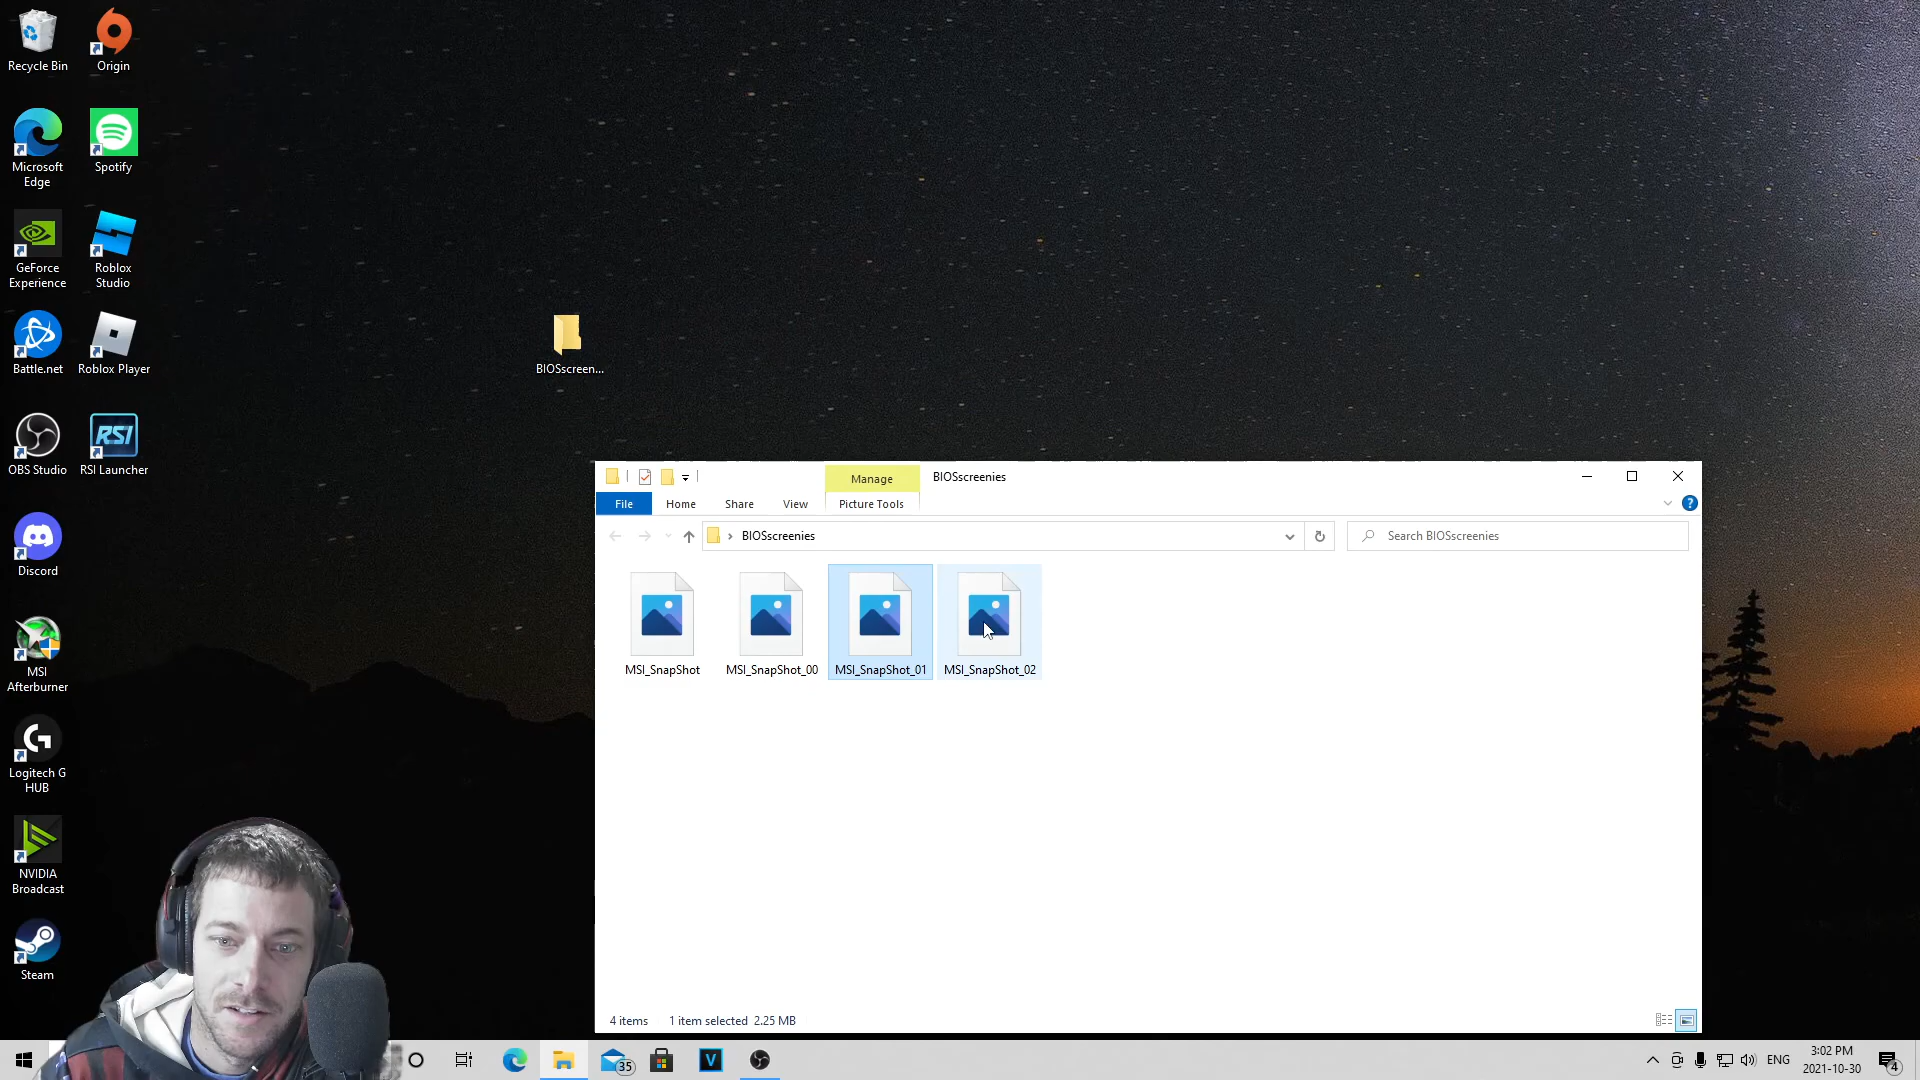 Recycle Bin
Origin
Microsoft
Edge
Spotify
GeForce
Experience
Roblox
Studio
Battle.net
Roblox Player
OBS Studio
RSI
RSI Launcher
Discord
MSI
Afterburner
Logitech G
HUB
NVIDIA
Broadcast
Steam
BIOSscreen...
Manage
BIOSscreenies
File
Home
Share
View
Picture Tools
?
BIOSscreenies
Search BIOSscreenies
MSI_SnapShot
MSI_SnapShot_00
MSI_SnapShot_01
MSI_SnapShot_02
4 items
1 item selected 2.25 MB
35
V
ENG
3:02 PM
2021-10-30
4